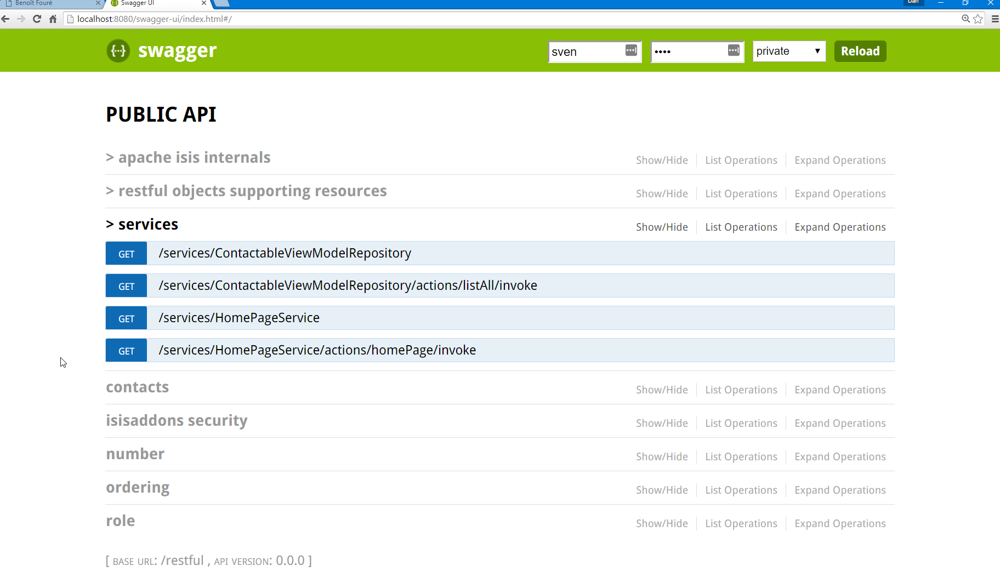 Benoît Fouré
Swagger UI
Dan
localhost:8080/swagger-ui/index.html#/
{···} swagger
sven
••••
private
Reload
PUBLIC API
> apache isis internals
Show/Hide List Operations Expand Operations
> restful objects supporting resources
Show/Hide List Operations Expand Operations
> services
Show/Hide List Operations Expand Operations
GET /services/ContactableViewModelRepository
GET /services/ContactableViewModelRepository/actions/listAll/invoke
GET /services/HomePageService
GET /services/HomePageService/actions/homePage/invoke
contacts
Show/Hide List Operations Expand Operations
isisaddons security
Show/Hide List Operations Expand Operations
number
Show/Hide List Operations Expand Operations
ordering
Show/Hide List Operations Expand Operations
role
Show/Hide List Operations Expand Operations
[ BASE URL: /restful , API VERSION: 0.0.0 ]